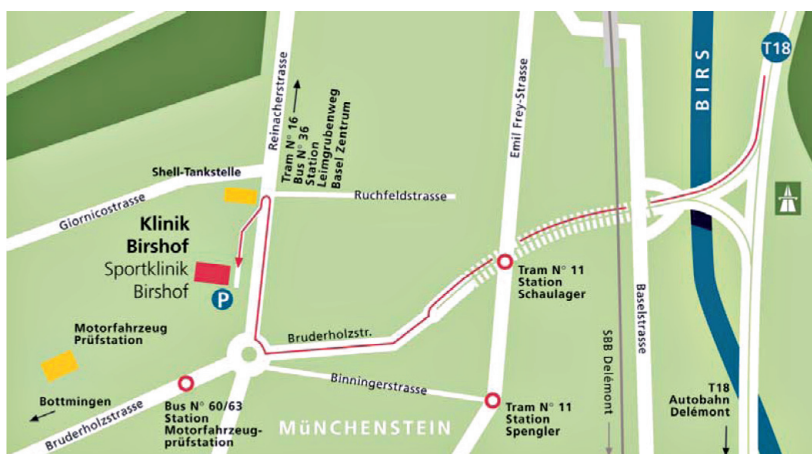 T18
BIRS
Reinacherstrasse
Tram N° 16
Bus N° 36
Station
Leimgrubenweg
Basel Zentrum
Emil Frey-Strasse
Shell-Tankstelle
Giornicostrasse
Ruchfeldstrasse
Klinik
Birshof
Sportklinik
Birshof
P
Tram N° 11
Station
Schaulager
Baselstrasse
SBB Delémont
Motorfahrzeug
Prüfstation
Bruderholzstr.
Binningerstrasse
Bottmingen
Bruderholzstrasse
Bus N° 60/63
Station
Motorfahrzeug-
prüfstation
MüNCHENSTEIN
Tram N° 11
Station
Spengler
T18
Autobahn
Delémont